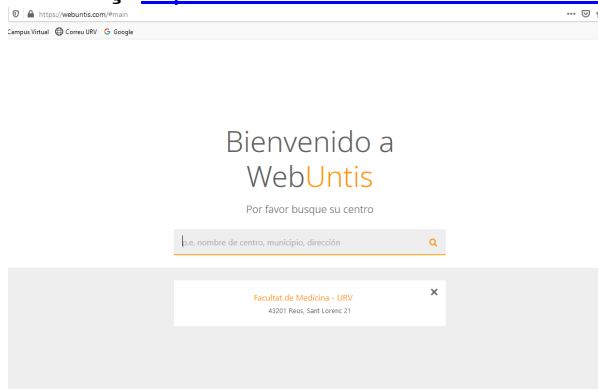 https://webuntis.com/#main
Campus Virtual Correu URV Google
Bienvenido a
WebUntis
Por favor busque su centro
p.e. nombre de centro, municipio, dirección
Facultat de Medicina - URV
43201 Reus, Sant Lorenc 21